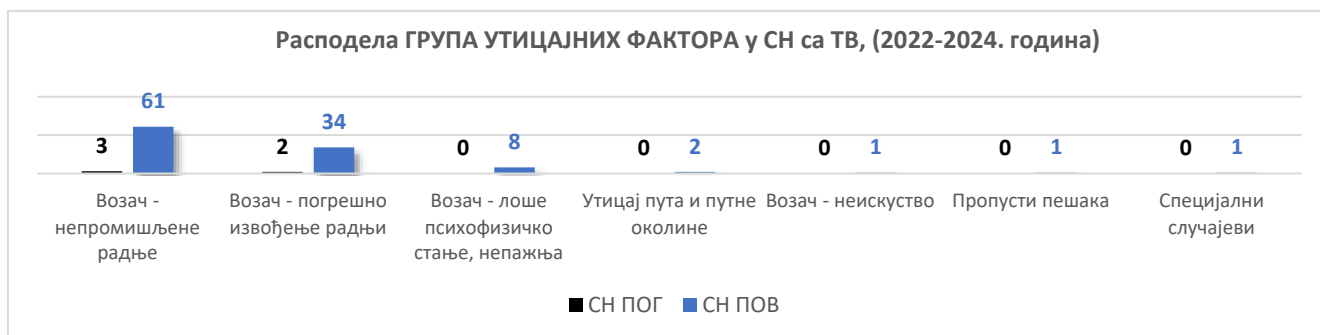 Расподела ГРУПА УТИЦАЈНИХ ФАКТОРА у СН са ТВ, (2022-2024. година)
3 61 2 34 0 8 0 2 0 1 0 1 0 1
Возач -
непромишљене
радње
Возач - погрешно
извођење радњи
Возач - лоше
психофизичко
стање, непажња
Утицај пута и путне
околине
Возач - неискуство
Пропусти пешака
Специјални
случајеви
СН ПОГ СН ПОВ